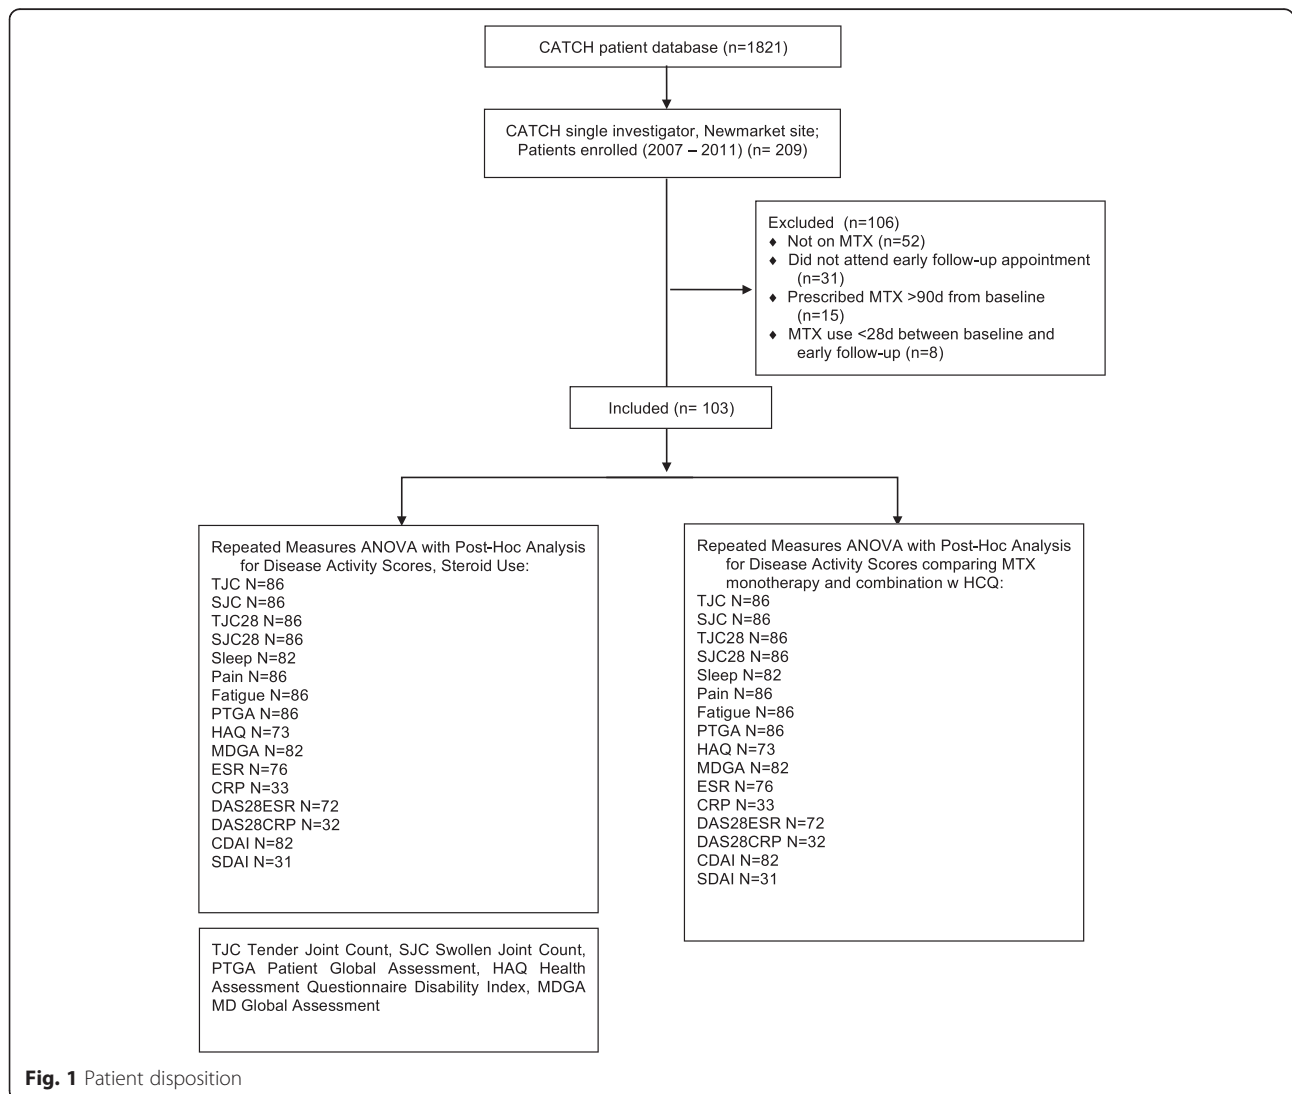 CATCH patient database (n=1821)
CATCH single investigator, Newmarket site;
Patients enrolled (2007 – 2011) (n= 209)
Excluded (n=106)
♦ Not on MTX (n=52)
♦ Did not attend early follow-up appointment
(n=31)
♦ Prescribed MTX >90d from baseline
(n=15)
♦ MTX use <28d between baseline and
early follow-up (n=8)
Included (n= 103)
Repeated Measures ANOVA with Post-Hoc Analysis
for Disease Activity Scores, Steroid Use:
TJC N=86
SJC N=86
TJC28 N=86
SJC28 N=86
Sleep N=82
Pain N=86
Fatigue N=86
PTGA N=86
HAQ N=73
MDGA N=82
ESR N=76
CRP N=33
DAS28ESR N=72
DAS28CRP N=32
CDAI N=82
SDAI N=31
Repeated Measures ANOVA with Post-Hoc Analysis
for Disease Activity Scores comparing MTX
monotherapy and combination w HCQ:
TJC N=86
SJC N=86
TJC28 N=86
SJC28 N=86
Sleep N=82
Pain N=86
Fatigue N=86
PTGA N=86
HAQ N=73
MDGA N=82
ESR N=76
CRP N=33
DAS28ESR N=72
DAS28CRP N=32
CDAI N=82
SDAI N=31
TJC Tender Joint Count, SJC Swollen Joint Count,
PTGA Patient Global Assessment, HAQ Health
Assessment Questionnaire Disability Index, MDGA
MD Global Assessment
Fig. 1 Patient disposition